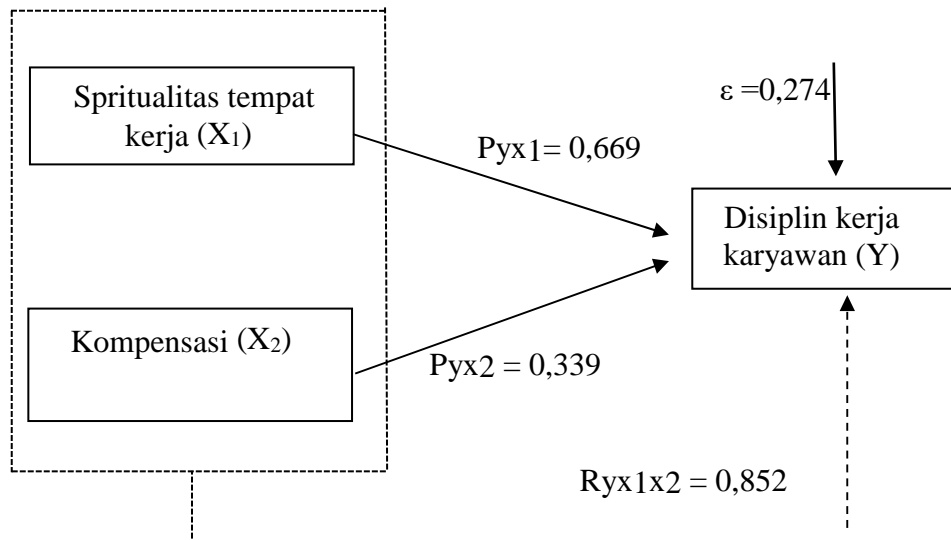 Spritualitas tempat
kerja (X1)
ε =0,274
Pyx1= 0,669
Disiplin kerja
karyawan (Y)
Kompensasi (X2)
Pyx2 = 0,339
Ryx1x2 = 0,852